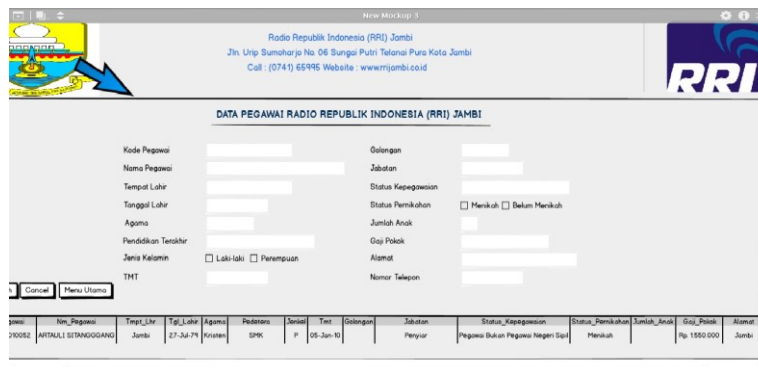 New Mockup 3
Radio Republik Indonesia (RRI) Jambi
Jln. Urip Sumoharjo No. 06 Sungai Putri Telanai Pura Kota Jambi
Call : (0741) 65995 Website : www.rrijambi.co.id
RRI
DATA PEGAWAI RADIO REPUBLIK INDONESIA (RRI) JAMBI
Kode Pegawai Golongan
Nama Pegawai Jabatan
Tempat Lahir Status Kepegawaian
Tanggal Lahir Status Pernikahan Menikah Belum Menikah
Agama Jumlah Anak
Pendidikan Terakhir Gaji Pokok
Jenis Kelamin Laki-laki Perempuan Alamat
TMT Nomor Telepon
Cancel Menu Utama
Nm_Pegawai Tmpt_Lhr Tgl_Lahir Agama Jenkel Tmt Golongan Jabatan Status_Kepegawaian Status_Pernikahan Jumlah_Anak Gaji_Pokok Alamat
010052 ARTAULI SITANGGGANG Jambi 27-Jul-79 Kristen SMK P 05-Jan-10 Penyiar Pegawai Bukan Pegawai Negeri Sipil Menikah Rp. 1.550.000 Jambi